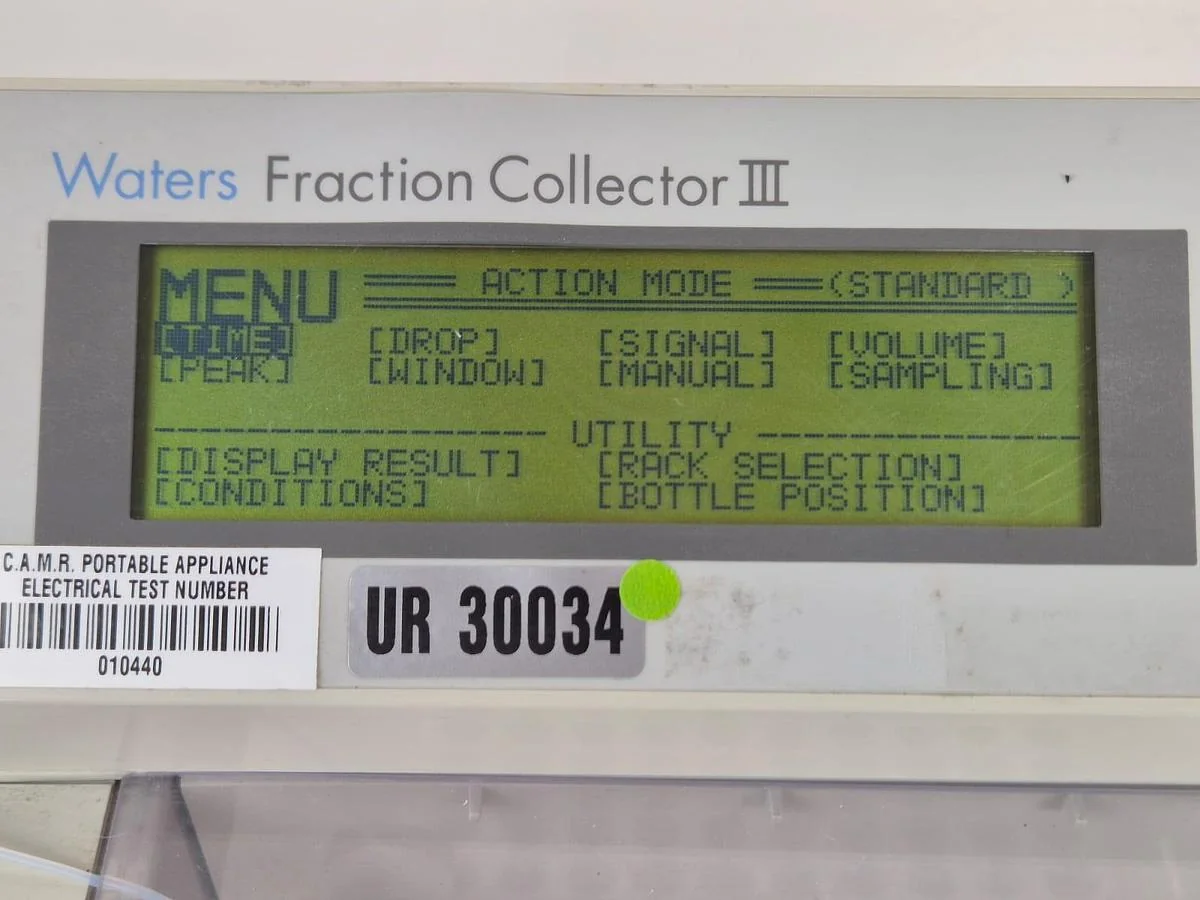 Waters Fraction Collector III
MENU ACTION MODE (STANDARD )
[TIME] [DROP] [SIGNAL] [VOLUME]
[PEAK] [WINDOW] [MANUAL] [SAMPLING]
UTILITY
[DISPLAY RESULT] [RACK SELECTION]
[CONDITIONS] [BOTTLE POSITION]
C.A.M.R. PORTABLE APPLIANCE
ELECTRICAL TEST NUMBER
010440
UR 30034